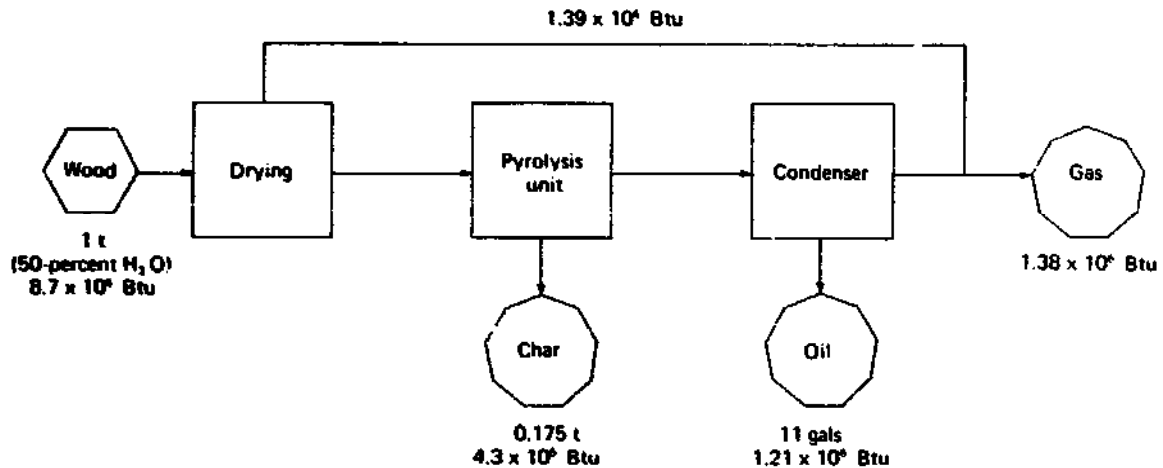 1.39 x 10⁶ Btu
Wood
Drying
Pyrolysis
unit
Condenser
Gas
1 t
(50-percent H₂O)
8.7 x 10⁶ Btu
1.38 x 10⁶ Btu
Char
Oil
0.175 t
4.3 x 10⁶ Btu
11 gals
1.21 x 10⁶ Btu